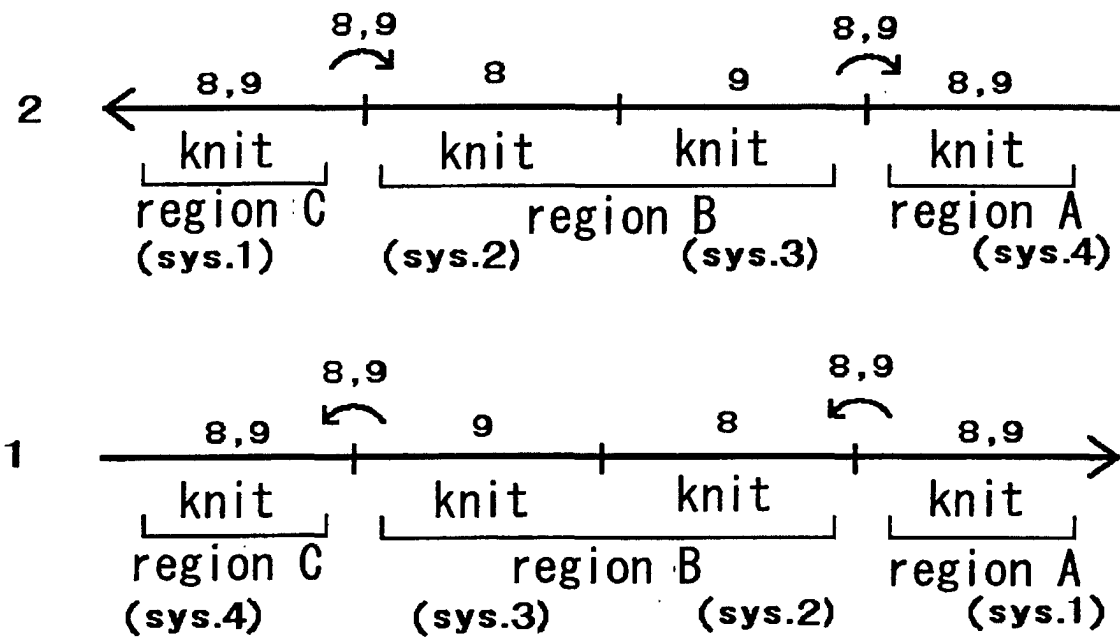 8,9 8,9
8,9 8 9 8,9
2
knit knit knit knit
region C region B region A
(sys.1) (sys.2) (sys.3) (sys.4)
8,9 8,9
8,9 9 8 8,9
1
knit knit knit knit
region C region B region A
(sys.4) (sys.3) (sys.2) (sys.1)